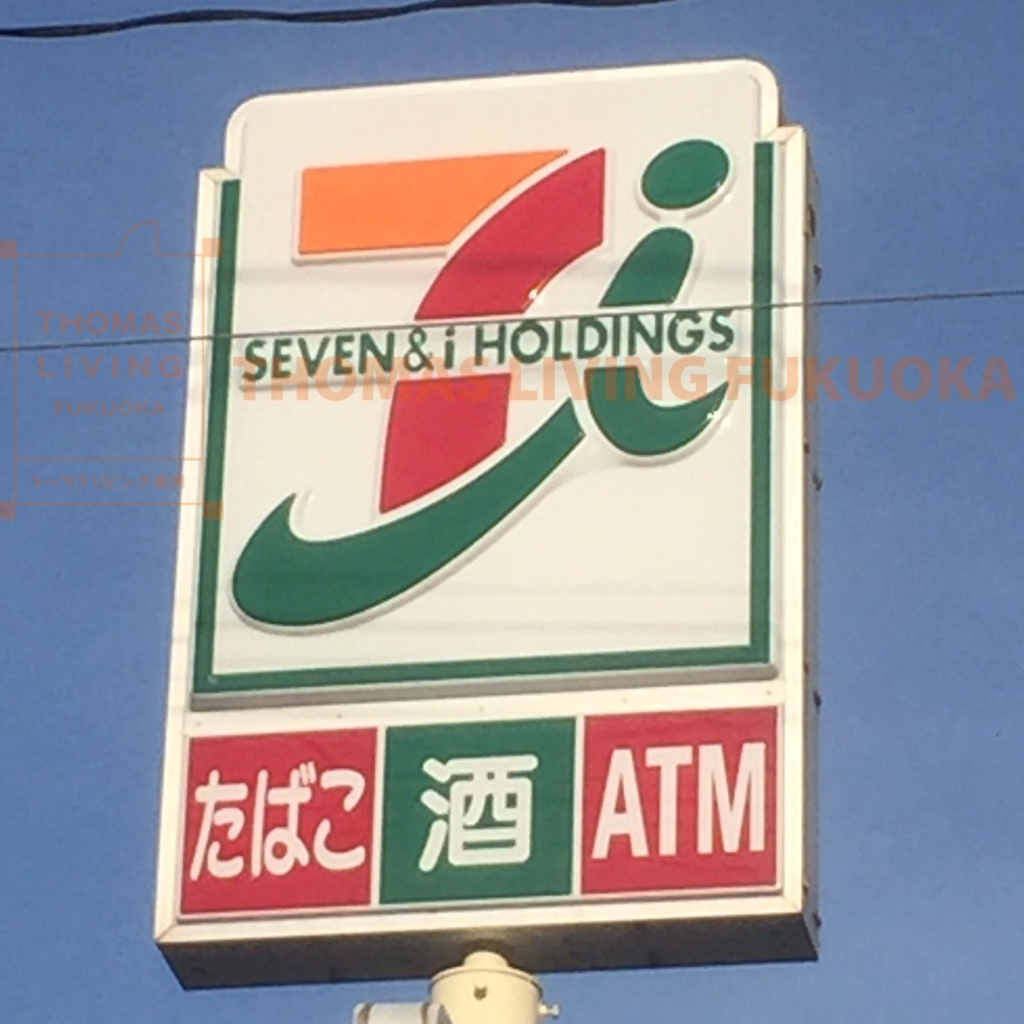 SEVEN & i HOLDINGS
THOMAS
LIVING
FUKUOKA
THOMAS LIVING FUKUOKA
たばこ 酒 ATM